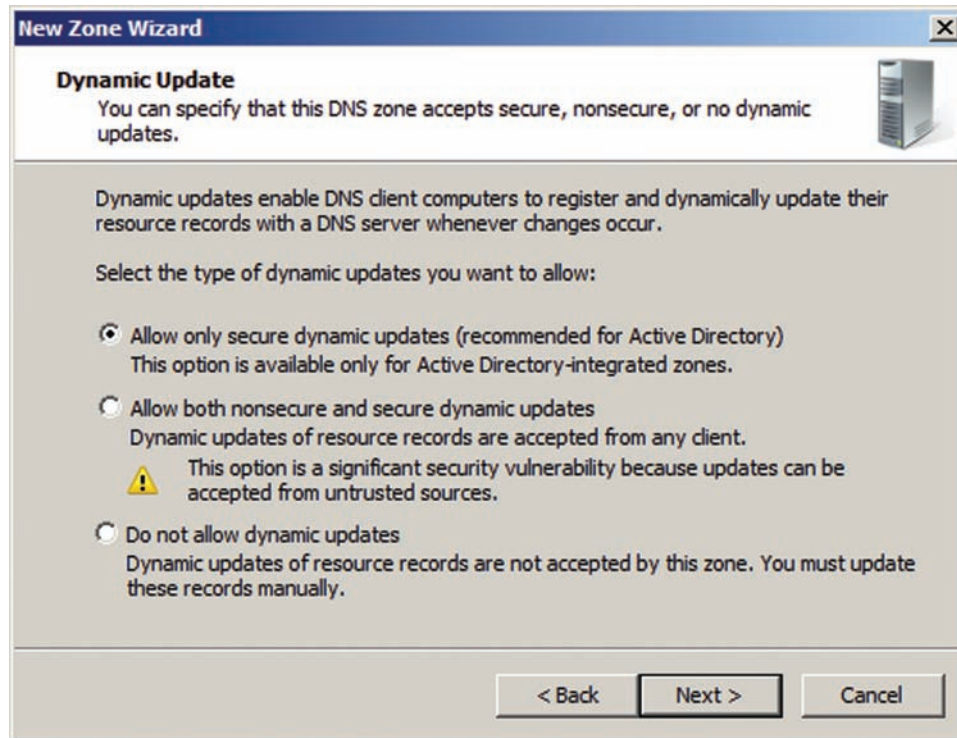 New Zone Wizard
Dynamic Update
You can specify that this DNS zone accepts secure, nonsecure, or no dynamic
updates.
Dynamic updates enable DNS client computers to register and dynamically update their
resource records with a DNS server whenever changes occur.
Select the type of dynamic updates you want to allow:
Allow only secure dynamic updates (recommended for Active Directory)
This option is available only for Active Directory-integrated zones.
Allow both nonsecure and secure dynamic updates
Dynamic updates of resource records are accepted from any client.
This option is a significant security vulnerability because updates can be
accepted from untrusted sources.
Do not allow dynamic updates
Dynamic updates of resource records are not accepted by this zone. You must update
these records manually.
< Back Next > Cancel